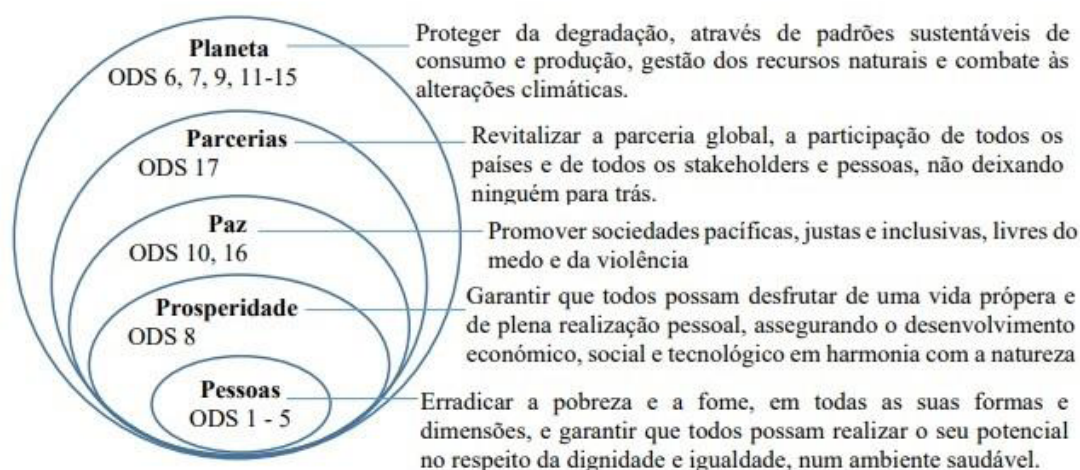 Planeta
ODS 6, 7, 9, 11-15
Proteger da degradação, através de padrões sustentáveis de
consumo e produção, gestão dos recursos naturais e combate às
alterações climáticas.
Parcerias
ODS 17
Revitalizar a parceria global, a participação de todos os
países e de todos os stakeholders e pessoas, não deixando
ninguém para trás.
Paz
ODS 10, 16
Promover sociedades pacíficas, justas e inclusivas, livres do
medo e da violência
Prosperidade
ODS 8
Garantir que todos possam desfrutar de uma vida própera e
de plena realização pessoal, assegurando o desenvolvimento
económico, social e tecnológico em harmonia com a natureza
Pessoas
ODS 1 - 5
Erradicar a pobreza e a fome, em todas as suas formas e
dimensões, e garantir que todos possam realizar o seu potencial
no respeito da dignidade e igualdade, num ambiente saudável.